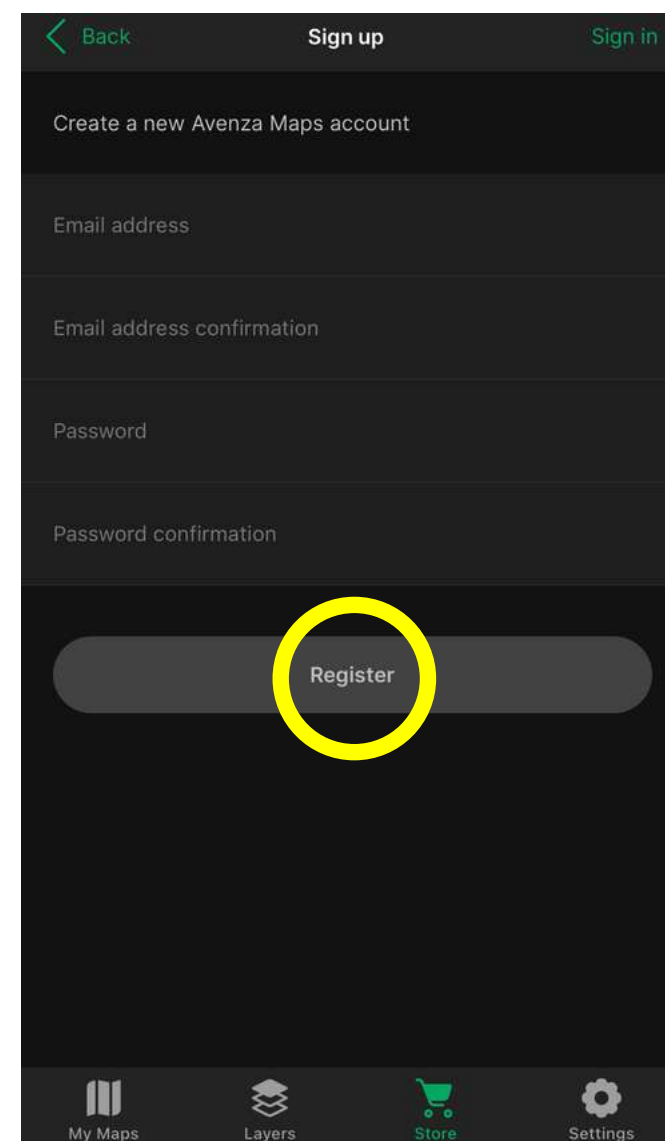 Back Sign up Sign in
Create a new Avenza Maps account
Email address
Email address confirmation
Password
Password confirmation
Register
My Maps Layers Store Settings